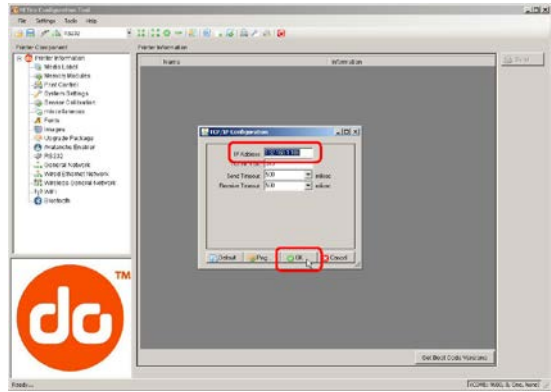 File Settings Tools Help
RS232
Printer Component
Printer Information
Name Information
Printer Information
Media Label
Memory Modules
Print Control
System Settings
Sensor Calibration
Miscellaneous
Fonts
Images
Upgrade Package
Avalanche Enabler
RS232
General Network
Wired Ethernet Network
Wireless General Network
WiFi
Bluetooth
TCP/IP Configuration
IP Address:
Send Timeout: 500 mSec
Receive Timeout: 500 mSec
Default Ping OK Cancel
do TM
Get Boot Code Versions
Ready...